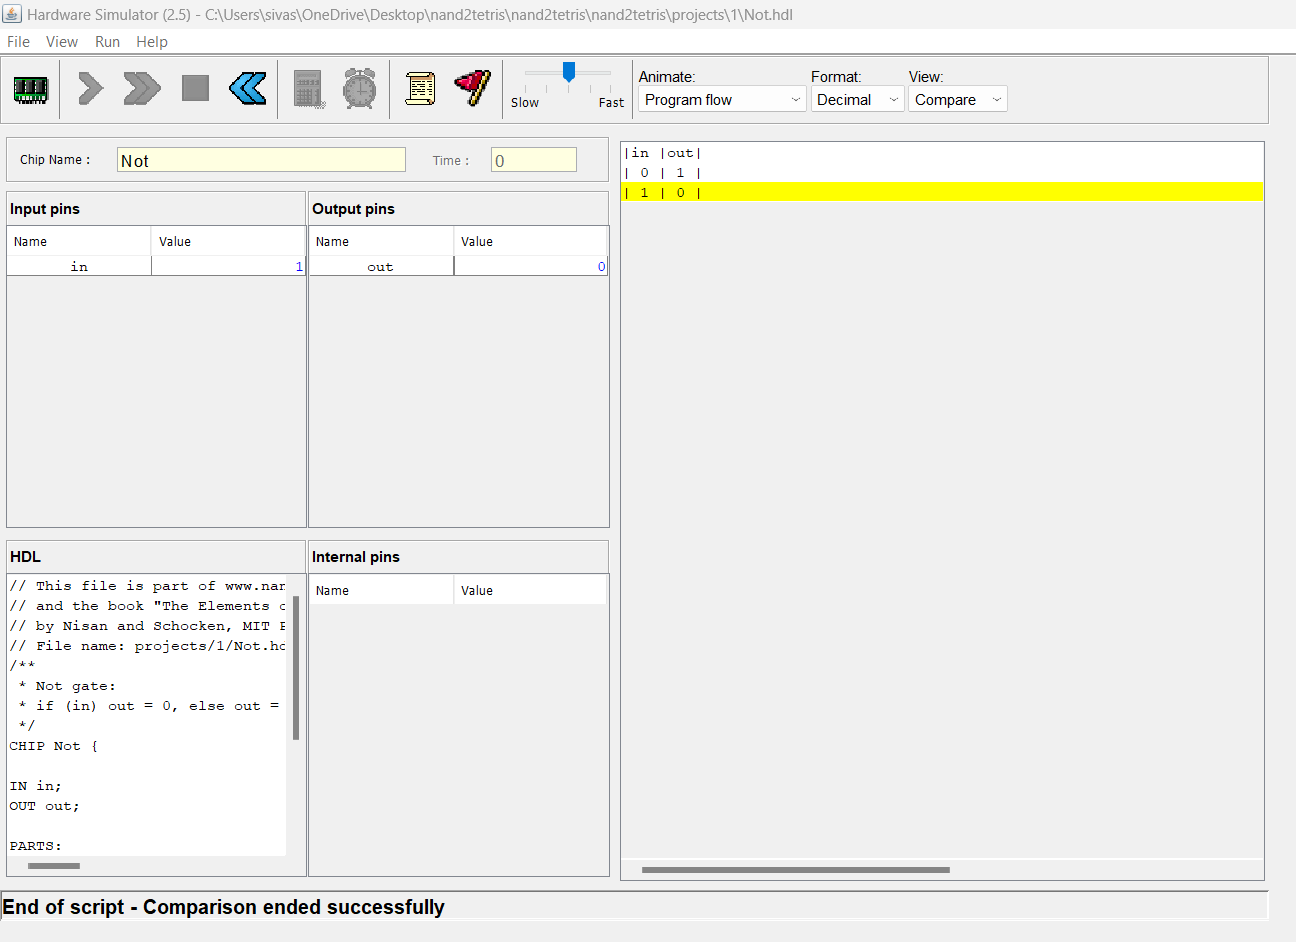 Hardware Simulator (2.5) - C:\Users\sivas\OneDrive\Desktop\nand2tetris\nand2tetris\nand2tetris\projects\1\Not.hdl
File View Run Help
Slow Fast
Animate: Format: View:
Program flow Decimal Compare
Chip Name : Not Time : 0
Input pins
Name Value
in 1
Output pins
Name Value
out 0
|in |out|
| 0 | 1 |
| 1 | 0 |
HDL
// This file is part of www.nan
// and the book "The Elements o
// by Nisan and Schocken, MIT P
// File name: projects/1/Not.hd
/**
* Not gate:
* if (in) out = 0, else out =
*/
CHIP Not {
IN in;
OUT out;
PARTS:
Internal pins
Name Value
End of script - Comparison ended successfully